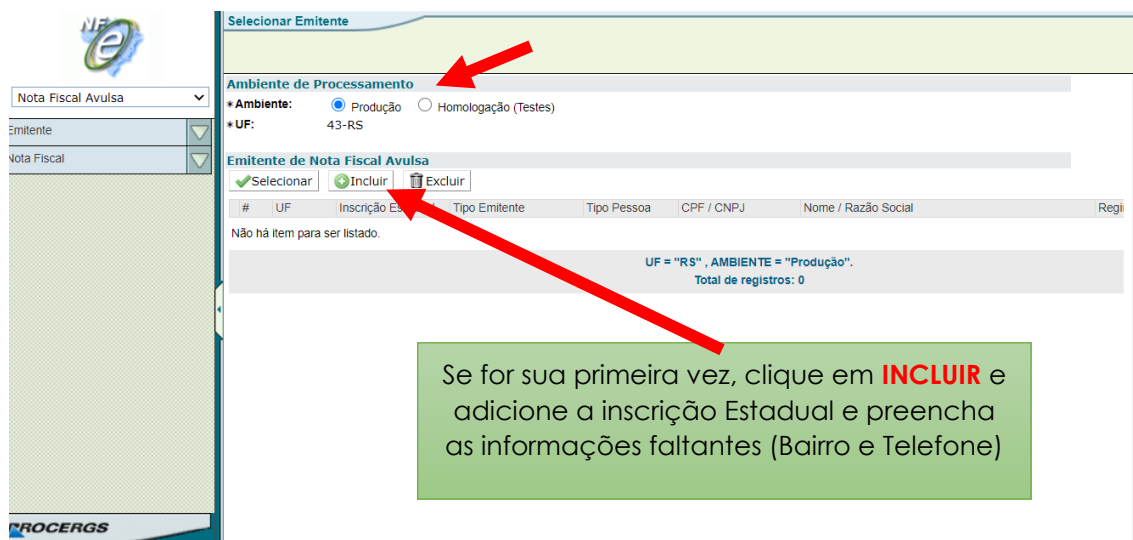 NFe
Selecionar Emitente
Nota Fiscal Avulsa
Emitente
Nota Fiscal
Ambiente de Processamento
*Ambiente: Produção Homologação (Testes)
*UF: 43-RS
Emitente de Nota Fiscal Avulsa
Selecionar Incluir Excluir
# UF Inscrição Tipo Emitente Tipo Pessoa CPF / CNPJ Nome / Razão Social Regi
Não há item para ser listado.
UF = "RS" , AMBIENTE = "Produção".
Total de registros: 0
Se for sua primeira vez, clique em INCLUIR e
adicione a inscrição Estadual e preencha
as informações faltantes (Bairro e Telefone)
PROCERGS